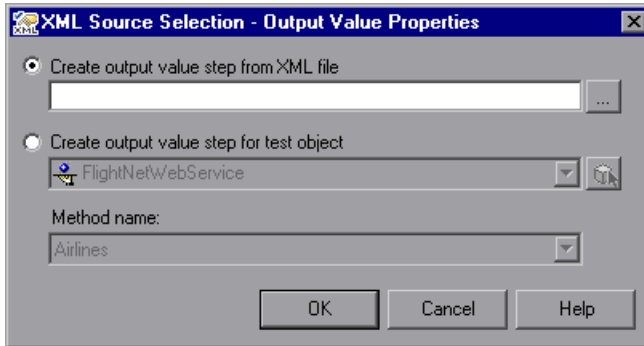 XML Source Selection - Output Value Properties
XML
Create output value step from XML file
...
Create output value step for test object
FlightNetWebService
Method name:
Airlines
OK Cancel Help